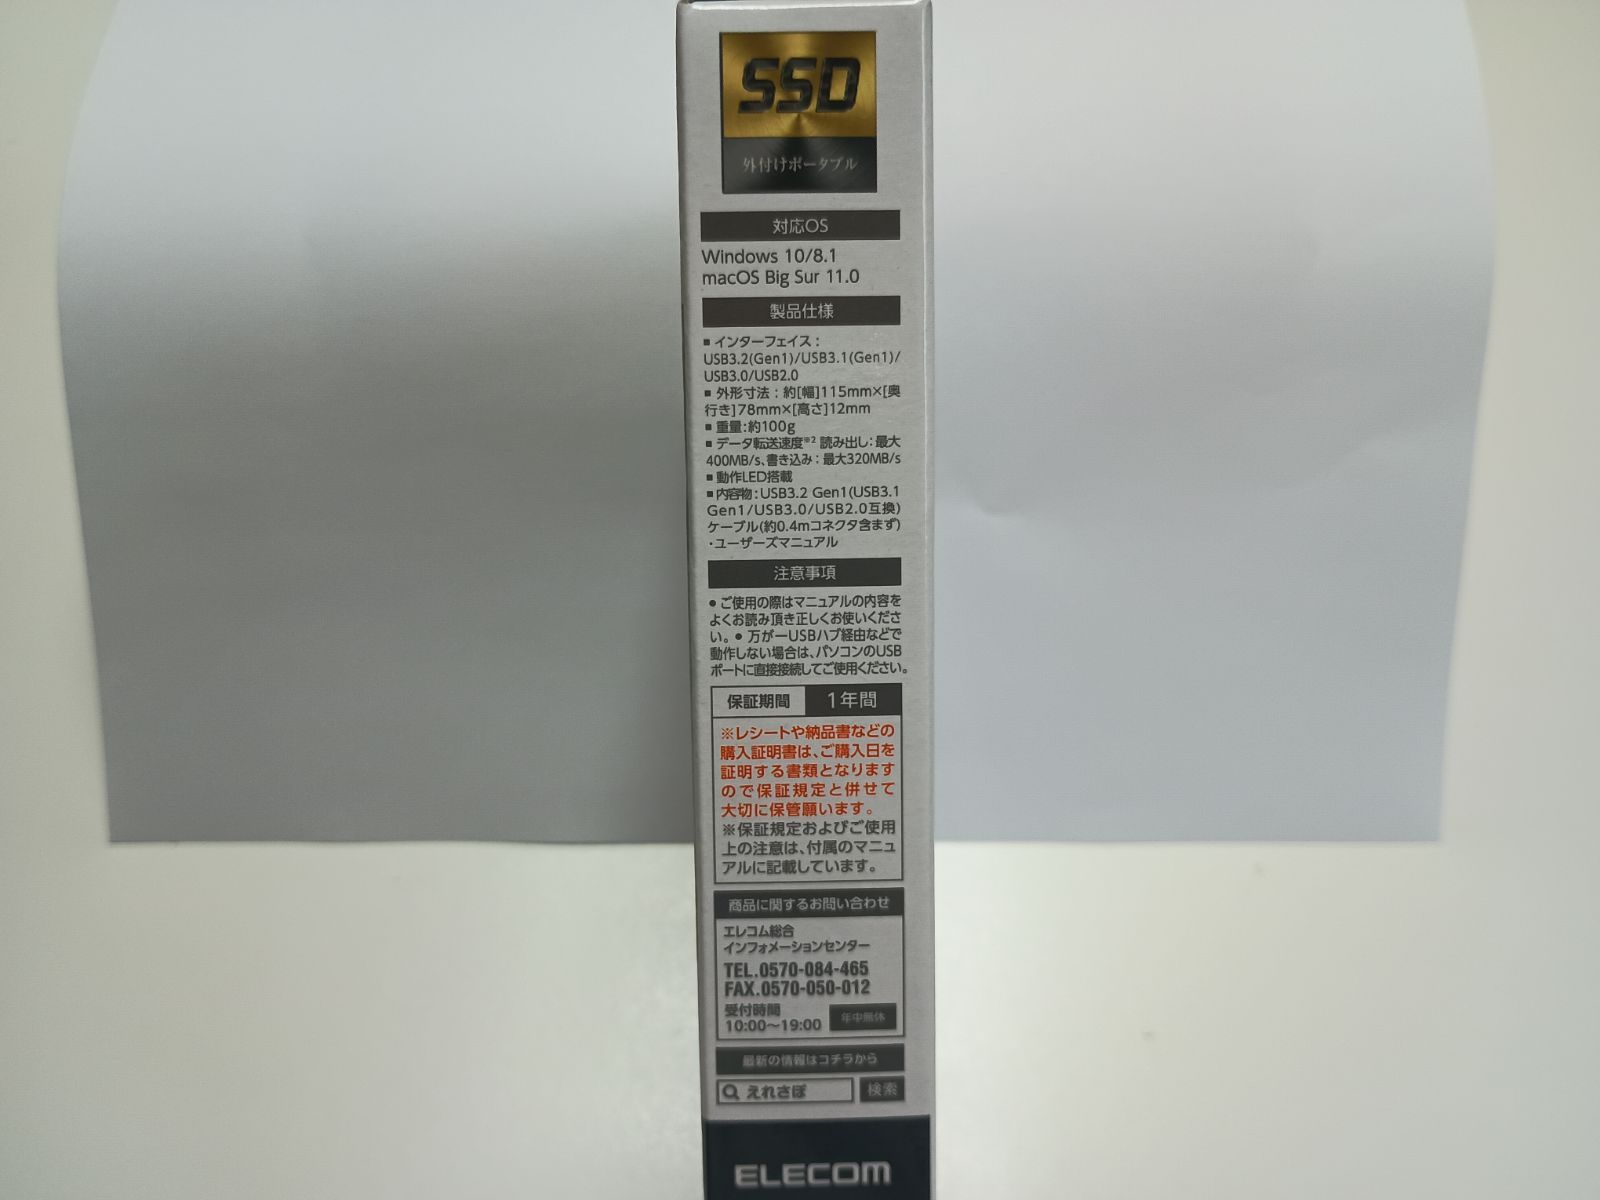 SSD
外付けポータブル
対応OS
Windows 10/8.1
macOS Big Sur 11.0
製品仕様
■ インターフェイス:
USB3.2(Gen1)/USB3.1(Gen1)/
USB3.0/USB2.0
■ 外形寸法:約[幅]115mm×[奥
行き]78mm×[高さ]12mm
■ 重量:約100g
■ データ転送速度※2 読み出し:最大
400MB/s、書き込み:最大320MB/s
■ 動作LED搭載
■ 内容物:USB3.2 Gen1(USB3.1
Gen1/USB3.0/USB2.0互換)
ケーブル(約0.4mコネクタ含まず)
・ユーザーズマニュアル
注意事項
● ご使用の際はマニュアルの内容を
よくお読み頂き正しくお使いくださ
い。● 万が一USBハブ経由などで
動作しない場合は、パソコンのUSB
ポートに直接接続してご使用ください。
保証期間 1年間
※レシートや納品書などの
購入証明書は、ご購入日を
証明する書類となります
ので保証規定と併せて
大切に保管願います。
※保証規定およびご使用
上の注意は、付属のマニュ
アルに記載しています。
商品に関するお問い合わせ
エレコム総合
インフォメーションセンター
TEL.0570-084-465
FAX.0570-050-012
受付時間
10:00〜19:00 年中無休
最新の情報はコチラから
えれさぽ 検索
ELECOM